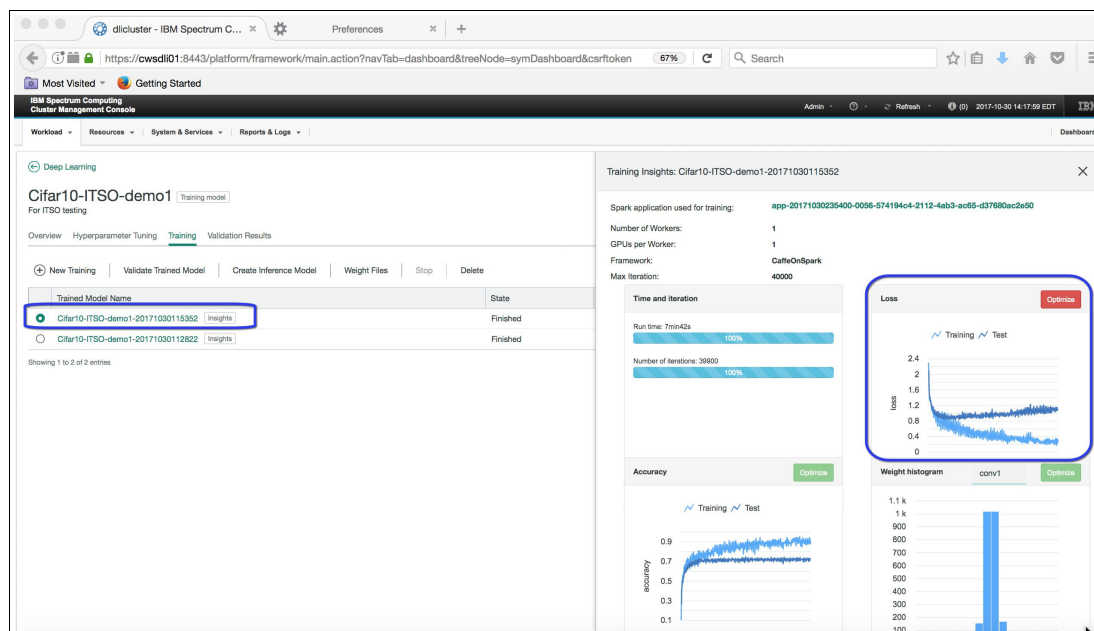 dlicluster - IBM Spectrum C... × Preferences × +
https://cwsdli01:8443/platform/framework/main.action?navTab=dashboard&treeNode=symDashboard&csrftoken 67% Search
Most Visited Getting Started
IBM Spectrum Computing
Cluster Management Console
Admin Refresh (0) 2017-10-30 14:17:59 EDT IBM
Workload Resources System & Services Reports & Logs Dashboard
Deep Learning
Cifar10-ITSO-demo1 Training model
For ITSO testing
Overview Hyperparameter Tuning Training Validation Results
New Training Validate Trained Model Create Inference Model Weight Files Stop Delete
Trained Model Name State
Cifar10-ITSO-demo1-20171030115352 Insights Finished
Cifar10-ITSO-demo1-20171030112822 Insights Finished
Showing 1 to 2 of 2 entries
Training Insights: Cifar10-ITSO-demo1-20171030115352
Spark application used for training: app-20171030235400-0056-574194c4-2112-4ab3-ac65-d37680ac2e50
Number of Workers: 1
GPUs per Worker: 1
Framework: CaffeOnSpark
Max Iteration: 40000
Time and iteration
Run time: 7min42s
100%
Number of iterations: 39900
100%
Loss Optimize
Training Test
2.4
2
1.6
1.2
0.8
0.4
0
loss
Accuracy Optimize
Training Test
0.9
0.7
0.5
0.3
0.1
accuracy
Weight histogram conv1 Optimize
1.1 k
1 k
900
800
700
600
500
400
300
200
100